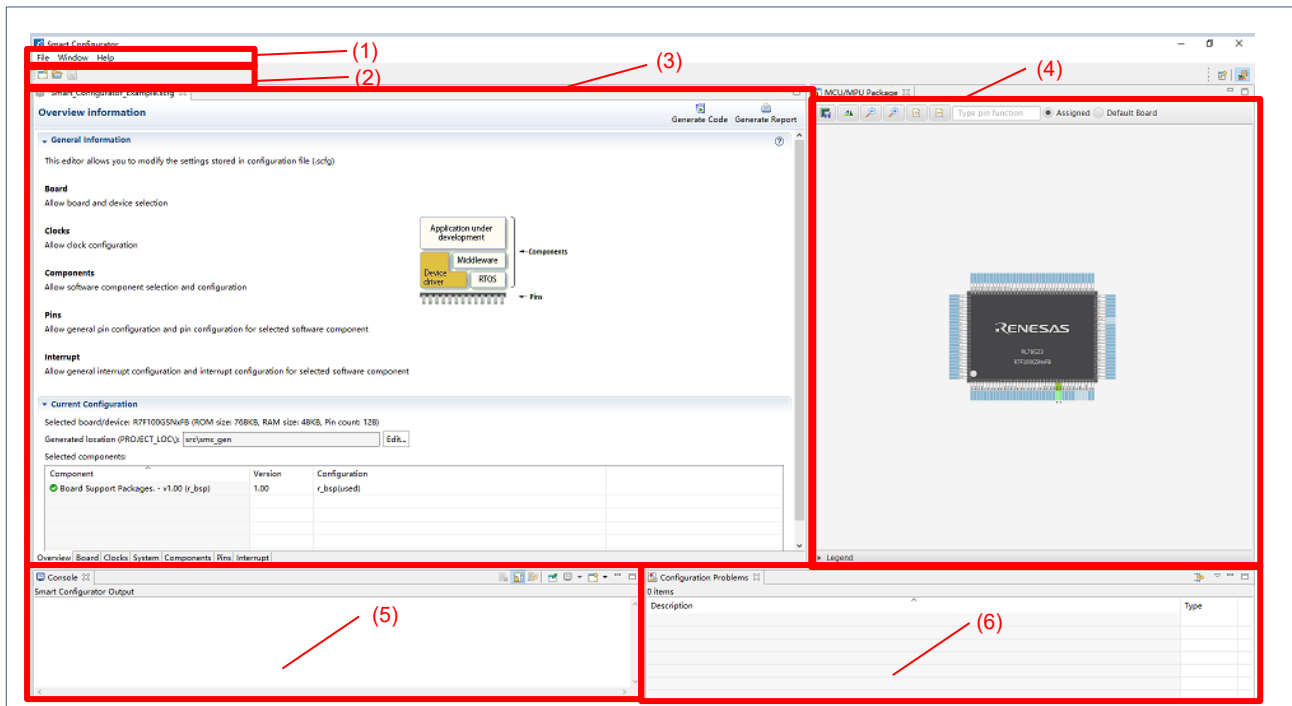 Smart Configurator
File Window Help
(1)
(2)
(3)
(4)
Smart_Configurator_Example.scfg
MCU/MPU Package
Overview information
Generate Code Generate Report
Type pin function Assigned Default Board
General Information
This editor allows you to modify the settings stored in configuration file (.scfg)
Board
Allow board and device selection
Clocks
Allow clock configuration
Components
Allow software component selection and configuration
Pins
Allow general pin configuration and pin configuration for selected software component
Interrupt
Allow general interrupt configuration and interrupt configuration for selected software component
Application under
development
Middleware
Device
driver
RTOS
Components
Pins
RENESAS
RL78G23
R7F100GSNxFB
Current Configuration
Selected board/device: R7F100GSNxFB (ROM size: 768KB, RAM size: 48KB, Pin count: 128)
Generated location (PROJECT_LOC\): src\smc_gen Edit...
Selected components:
Component Version Configuration
Board Support Packages. - v1.00 (r_bsp) 1.00 r_bsp(used)
Overview Board Clocks System Components Pins Interrupt
Legend
Console
Smart Configurator Output
(5)
Configuration Problems
0 items
Description Type
(6)